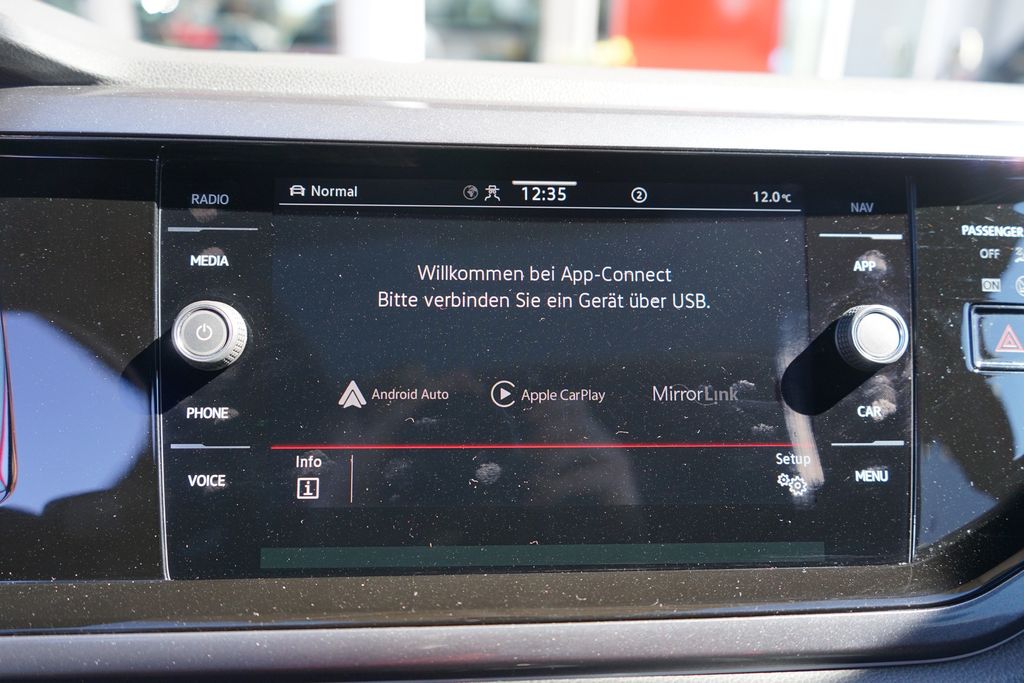 RADIO
MEDIA
PHONE
VOICE
Normal
12:35
2
12.0°C
Willkommen bei App-Connect
Bitte verbinden Sie ein Gerät über USB.
Android Auto
Apple CarPlay
MirrorLink
Info
i
Setup
NAV
APP
CAR
MENU
PASSENGER
OFF
ON